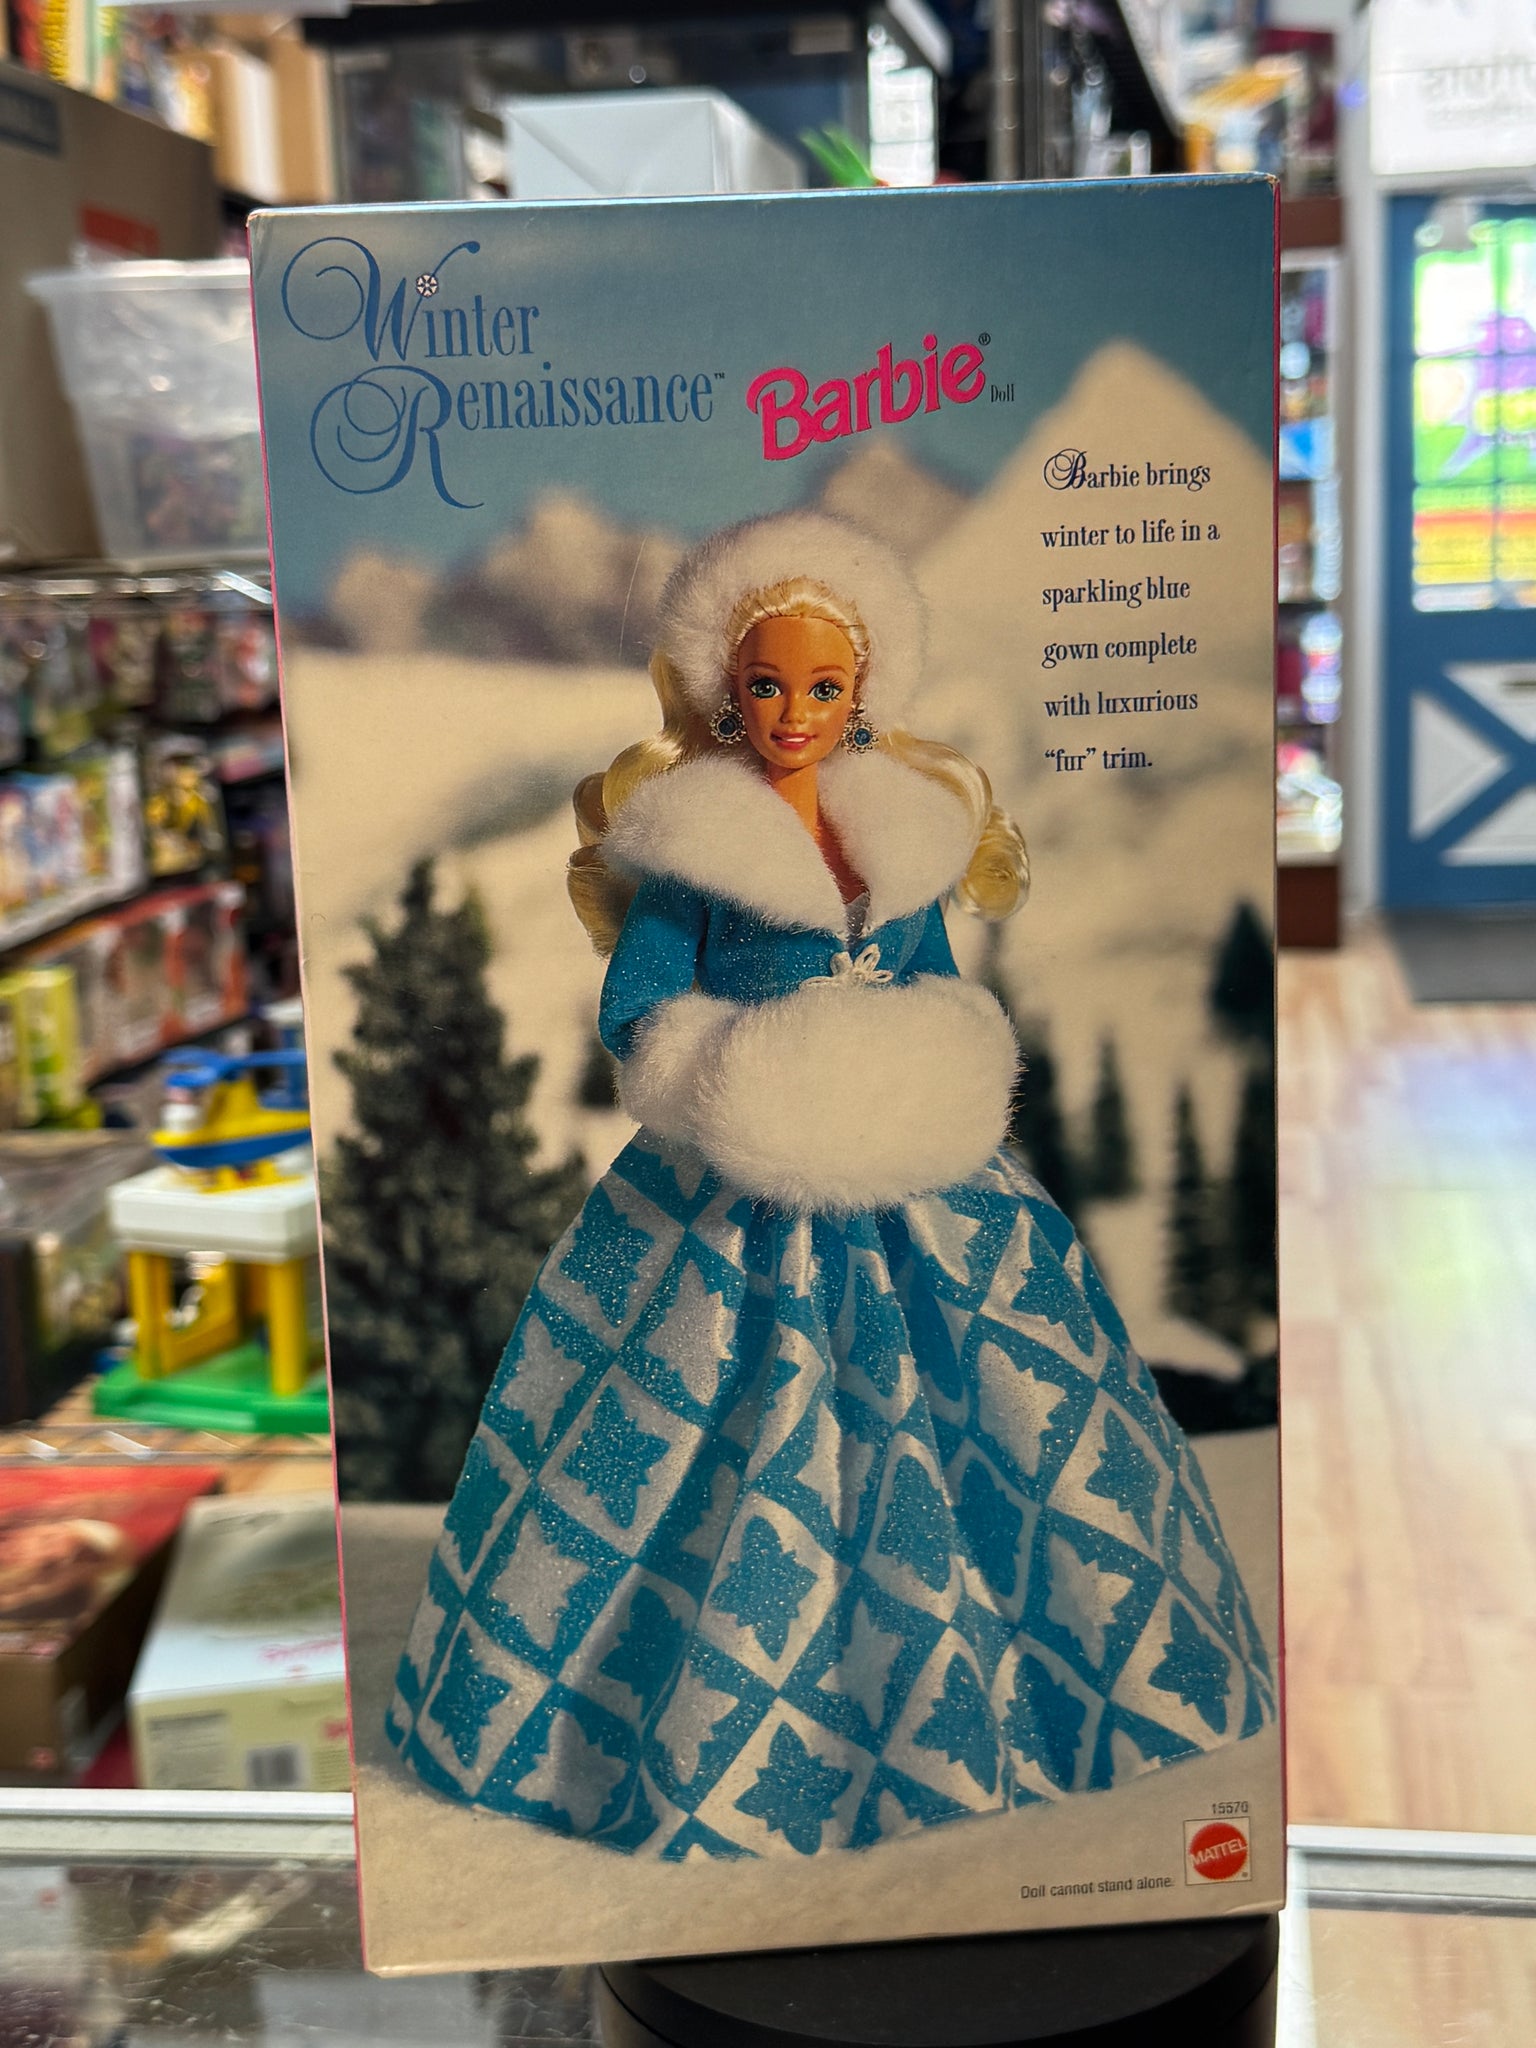 Winter
Renaissance™
Barbie®
Doll
Barbie brings
winter to life in a
sparkling blue
gown complete
with luxurious
“fur” trim.
15570
MATTEL
Doll cannot stand alone.